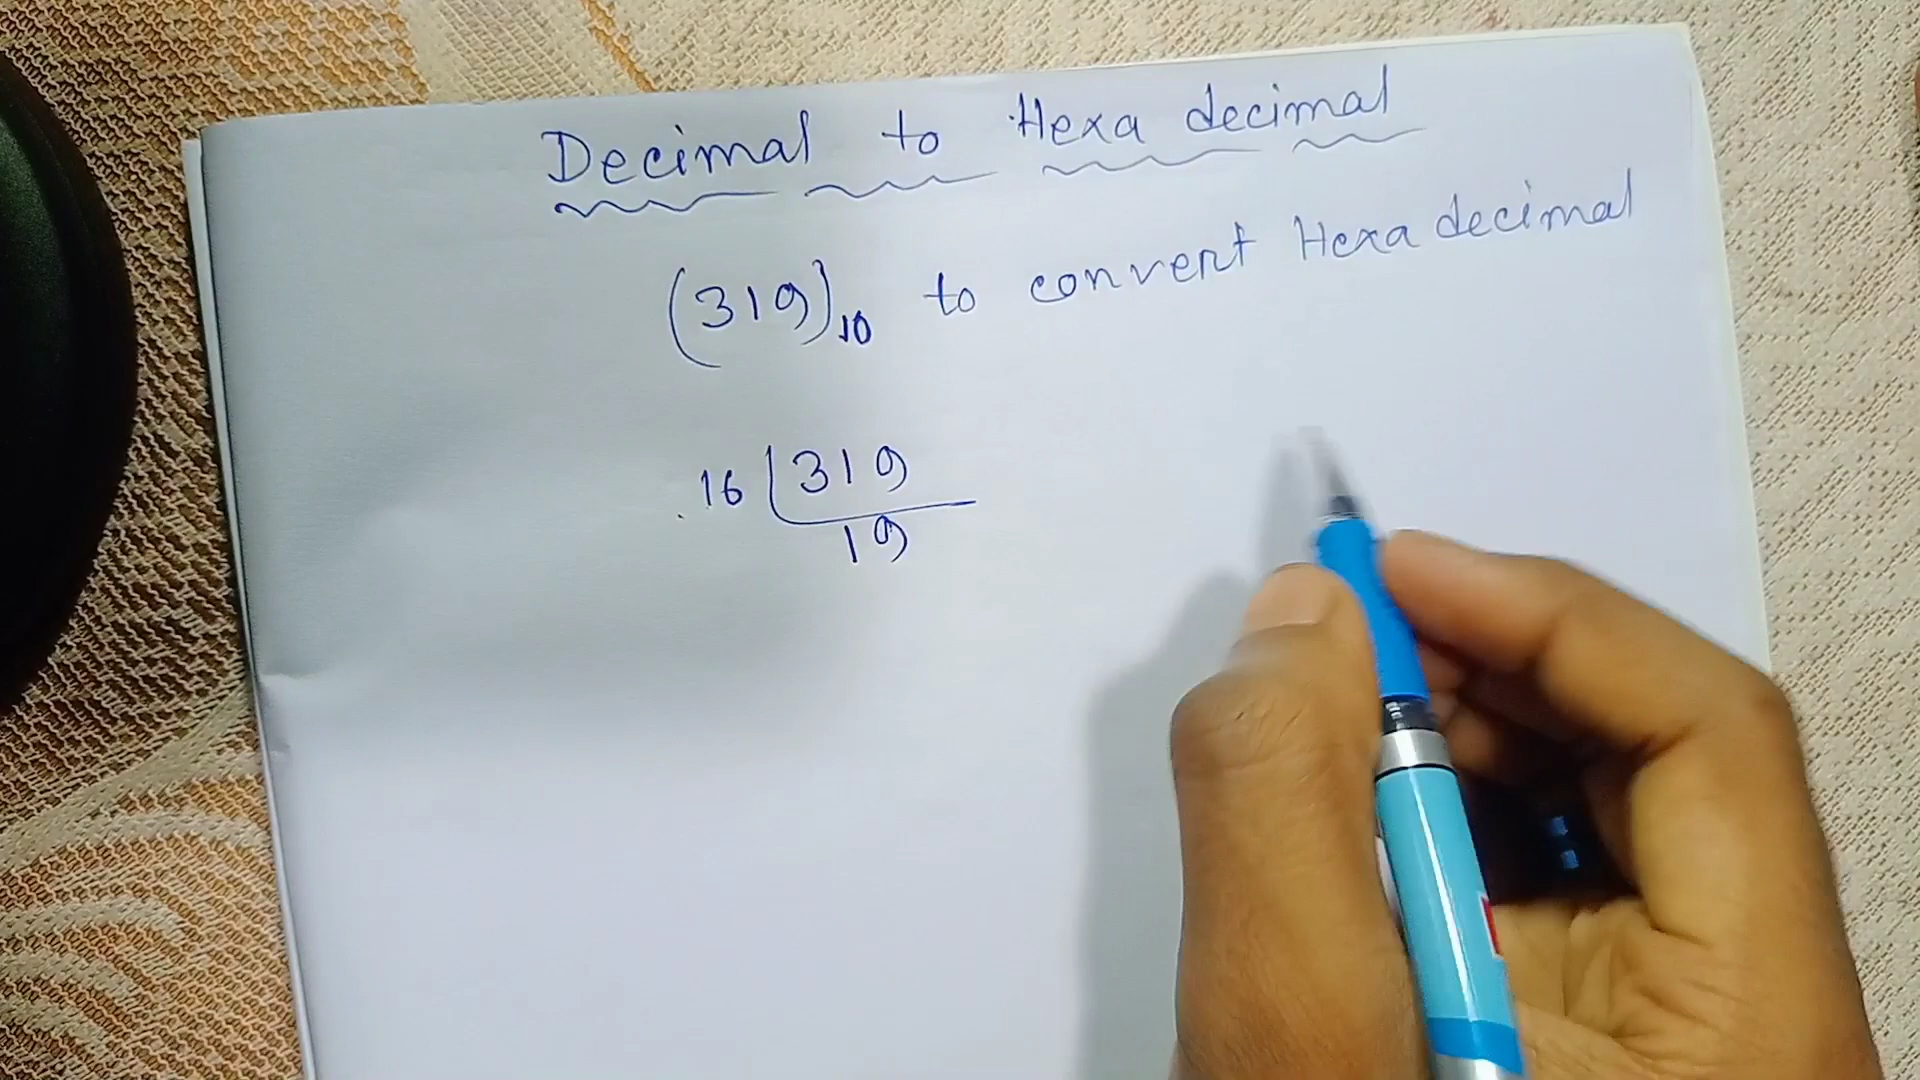 Decimal to Hexa decimal
(319)10 to convert Hexa decimal
16 319
19